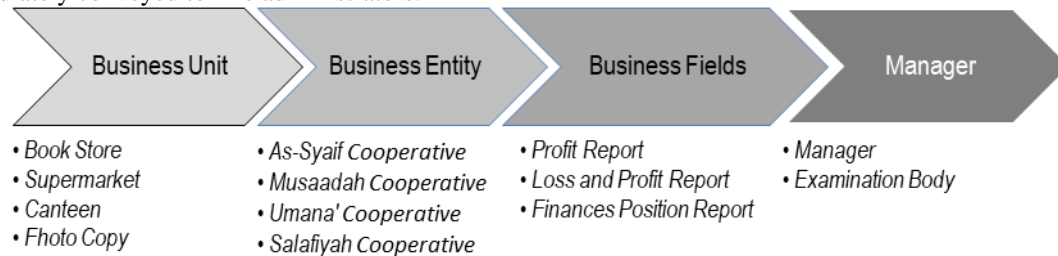 Business Unit
Business Entity
Business Fields
Manager
• Book Store
• Supermarket
• Canteen
• Fhoto Copy
• As-Syaif Cooperative
• Musaadah Cooperative
• Umana' Cooperative
• Salafiyah Cooperative
• Profit Report
• Loss and Profit Report
• Finances Position Report
• Manager
• Examination Body